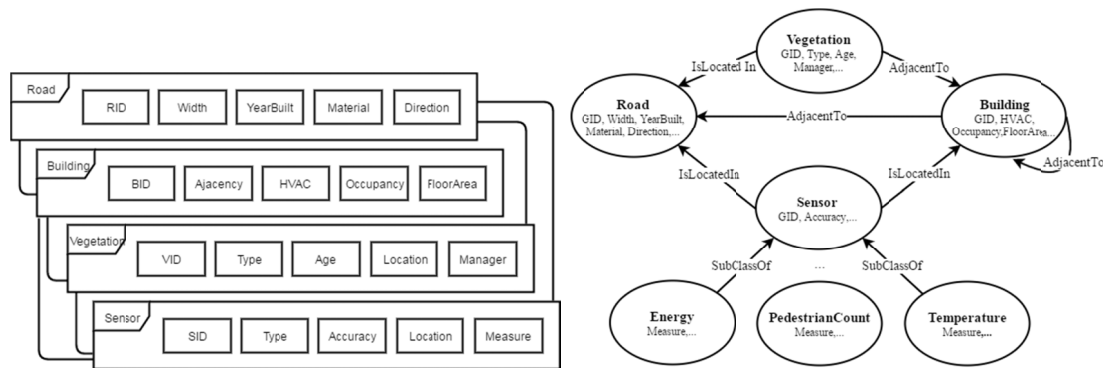 Road
RID
Width
YearBuilt
Material
Direction
Building
BID
Ajacency
HVAC
Occupancy
FloorArea
Vegetation
VID
Type
Age
Location
Manager
Sensor
SID
Type
Accuracy
Location
Measure
Vegetation
GID, Type, Age,
Manager,...
IsLocated In
AdjacentTo
Road
GID, Width, YearBuilt,
Material, Direction,...
AdjacentTo
Building
GID, HVAC,
Occupancy,FloorArea...
AdjacentTo
IsLocatedIn
IsLocatedIn
Sensor
GID, Accuracy,...
SubClassOf
...
SubClassOf
Energy
Measure,...
PedestrianCount
Measure,...
Temperature
Measure,...